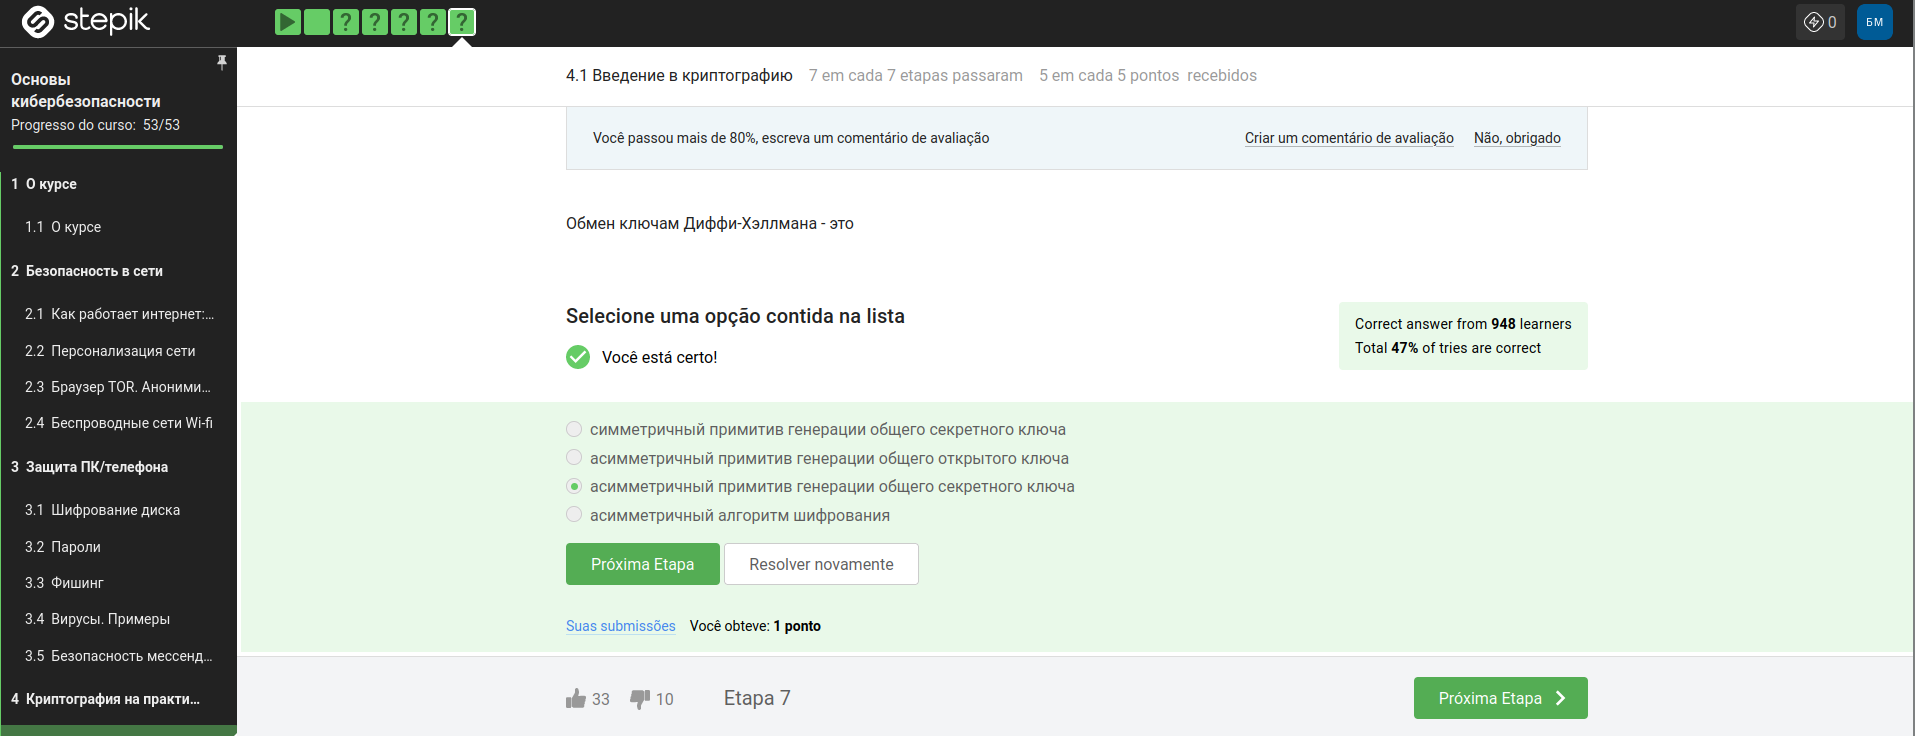 stepik
? ? ? ? ?
0
БМ
Основы
кибербезопасности
Progresso do curso: 53/53
1 О курсе
1.1 О курсе
2 Безопасность в сети
2.1 Как работает интернет:...
2.2 Персонализация сети
2.3 Браузер TOR. Аноними...
2.4 Беспроводные сети Wi-fi
3 Защита ПК/телефона
3.1 Шифрование диска
3.2 Пароли
3.3 Фишинг
3.4 Вирусы. Примеры
3.5 Безопасность мессенд...
4 Криптография на практи...
4.1 Введение в криптографию 7 em cada 7 etapas passaram 5 em cada 5 pontos recebidos
Você passou mais de 80%, escreva um comentário de avaliação
Criar um comentário de avaliação Não, obrigado
Обмен ключам Диффи-Хэллмана - это
Selecione uma opção contida na lista
Você está certo!
Correct answer from 948 learners
Total 47% of tries are correct
симметричный примитив генерации общего секретного ключа
асимметричный примитив генерации общего открытого ключа
асимметричный примитив генерации общего секретного ключа
асимметричный алгоритм шифрования
Próxima Etapa Resolver novamente
Suas submissões Você obteve: 1 ponto
33 10 Etapa 7
Próxima Etapa